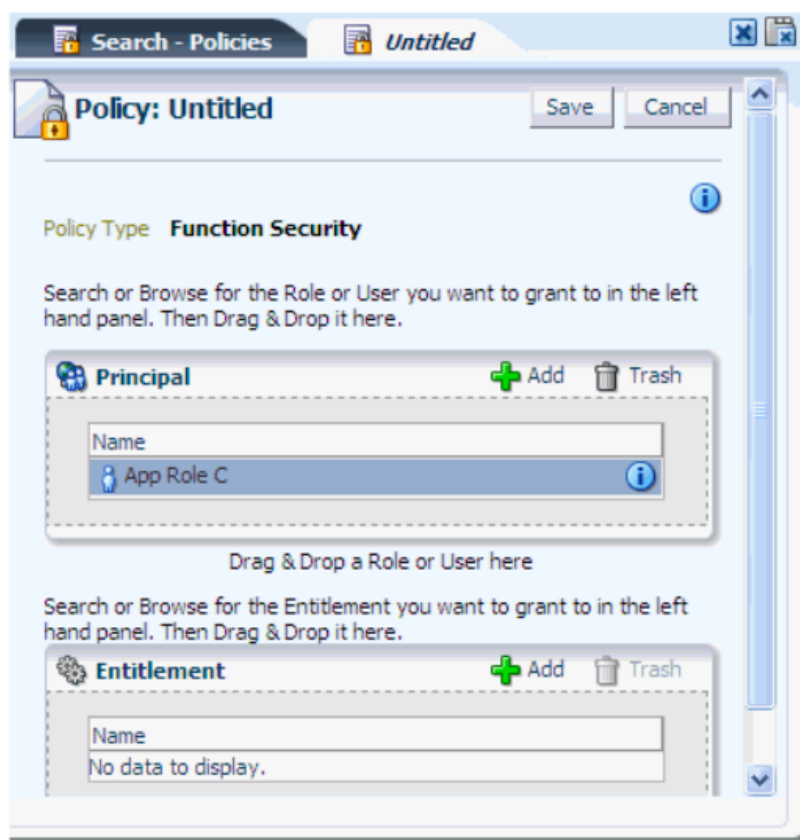 Search - Policies
Untitled
Policy: Untitled
Save
Cancel
Policy Type Function Security
Search or Browse for the Role or User you want to grant to in the left
hand panel. Then Drag & Drop it here.
Principal
Add
Trash
Name
App Role C
Drag & Drop a Role or User here
Search or Browse for the Entitlement you want to grant to in the left
hand panel. Then Drag & Drop it here.
Entitlement
Add
Trash
Name
No data to display.